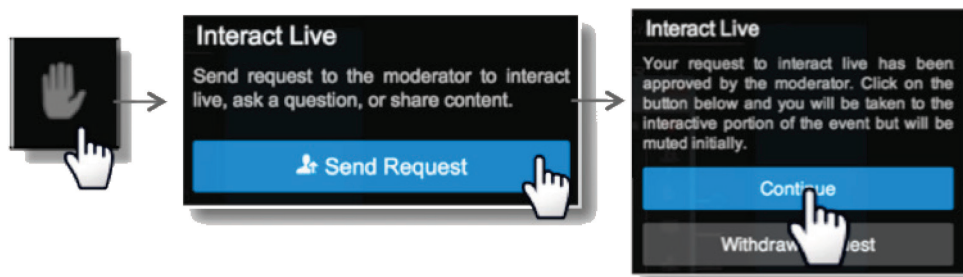 Interact Live
Send request to the moderator to interact
live, ask a question, or share content.
Send Request
Interact Live
Your request to interact live has been
approved by the moderator. Click on the
button below and you will be taken to the
interactive portion of the event but will be
muted initially.
Continue
Withdraw